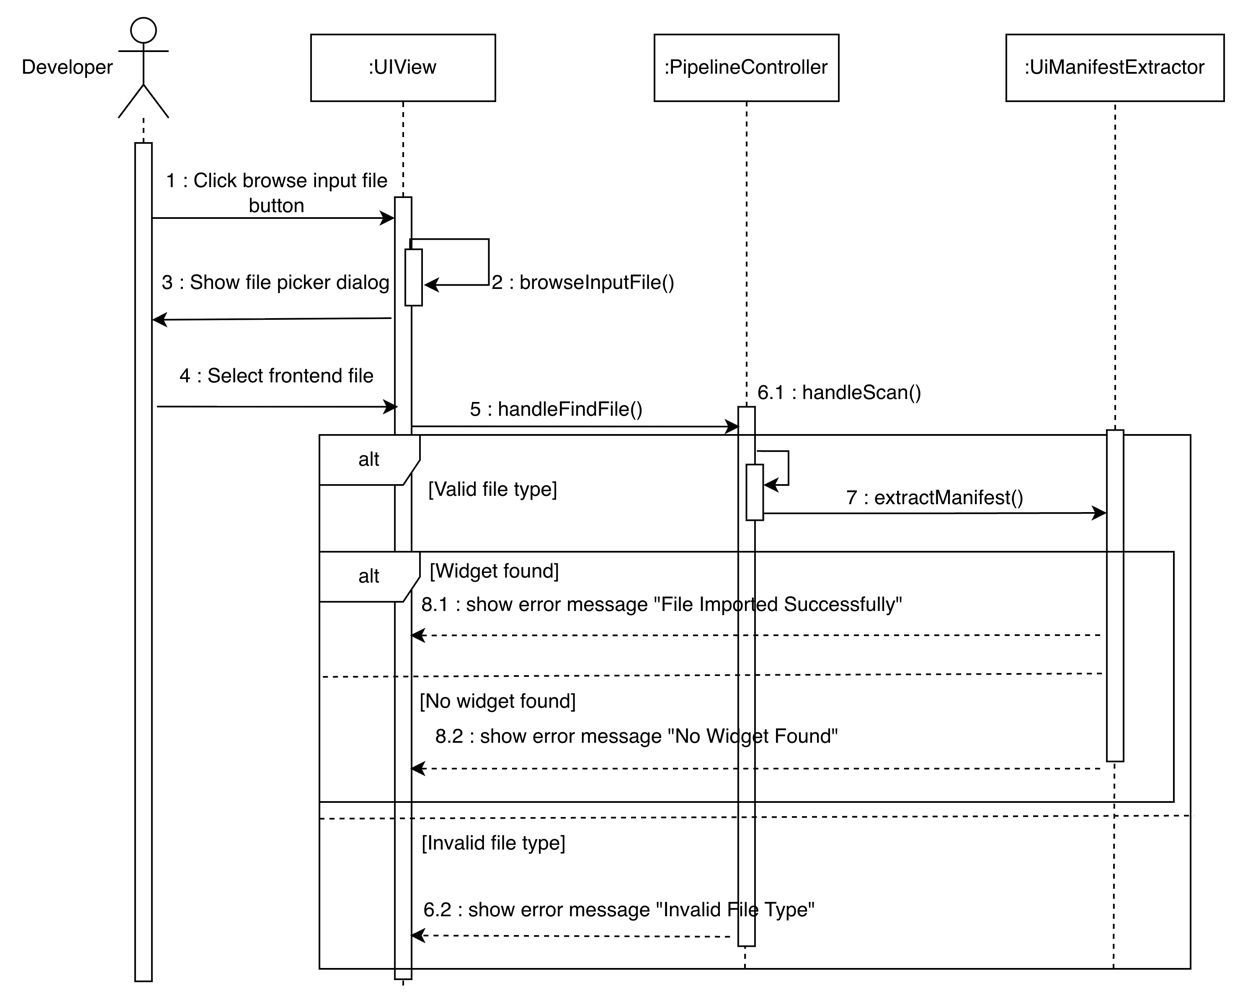 Developer
:UIView
:PipelineController
:UiManifestExtractor
1 : Click browse input file
button
3 : Show file picker dialog
2 : browseInputFile()
4 : Select frontend file
6.1 : handleScan()
5 : handleFindFile()
alt
[Valid file type]
7 : extractManifest()
alt
[Widget found]
8.1 : show error message "File Imported Successfully"
[No widget found]
8.2 : show error message "No Widget Found"
[Invalid file type]
6.2 : show error message "Invalid File Type"